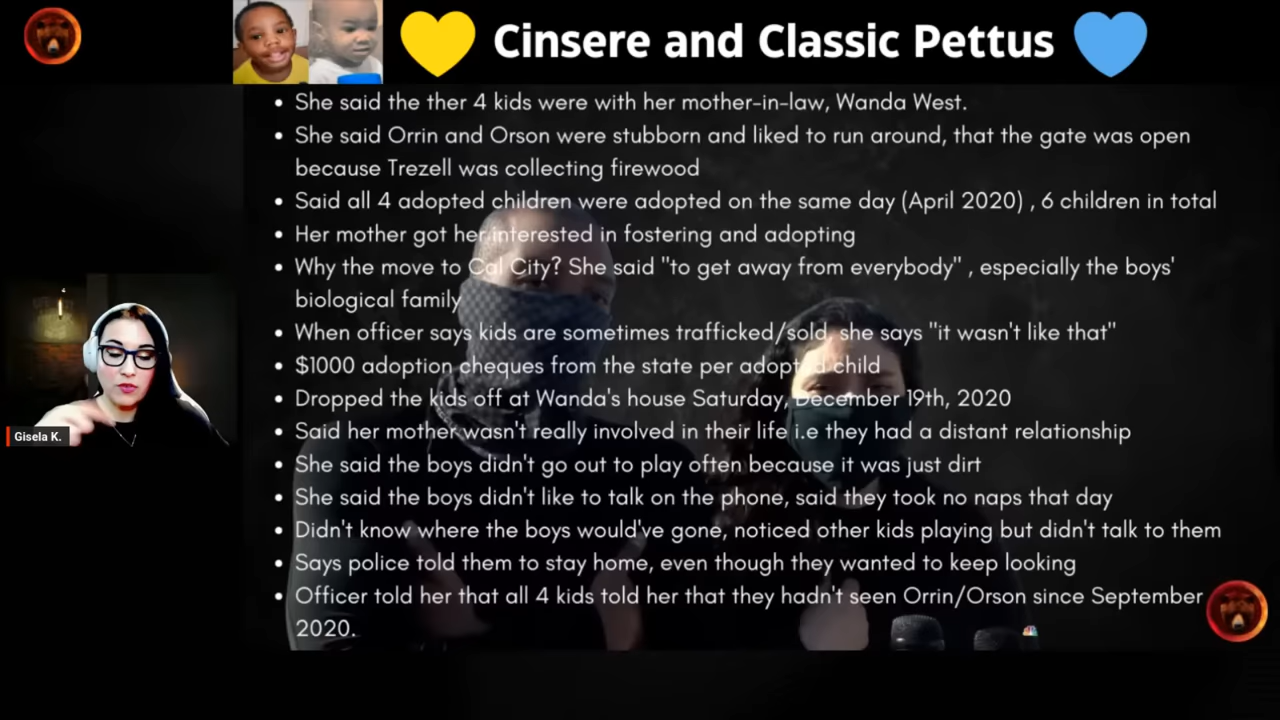 Cinsere and Classic Pettus
She said the ther 4 kids were with her mother-in-law, Wanda West.
She said Orrin and Orson were stubborn and liked to run around, that the gate was open
because Trezell was collecting firewood
Said all 4 adopted children were adopted on the same day (April 2020) , 6 children in total
Her mother got her interested in fostering and adopting
Why the move to Cal City? She said "to get away from everybody" , especially the boys'
biological family
When officer says kids are sometimes trafficked/sold, she says "it wasn't like that"
$1000 adoption cheques from the state per adopted child
Dropped the kids off at Wanda's house Saturday, December 19th, 2020
Said her mother wasn't really involved in their life i.e they had a distant relationship
She said the boys didn't go out to play often because it was just dirt
She said the boys didn't like to talk on the phone, said they took no naps that day
Didn't know where the boys would've gone, noticed other kids playing but didn't talk to them
Says police told them to stay home, even though they wanted to keep looking
Officer told her that all 4 kids told her that they hadn't seen Orrin/Orson since September
2020.
Gisela K.